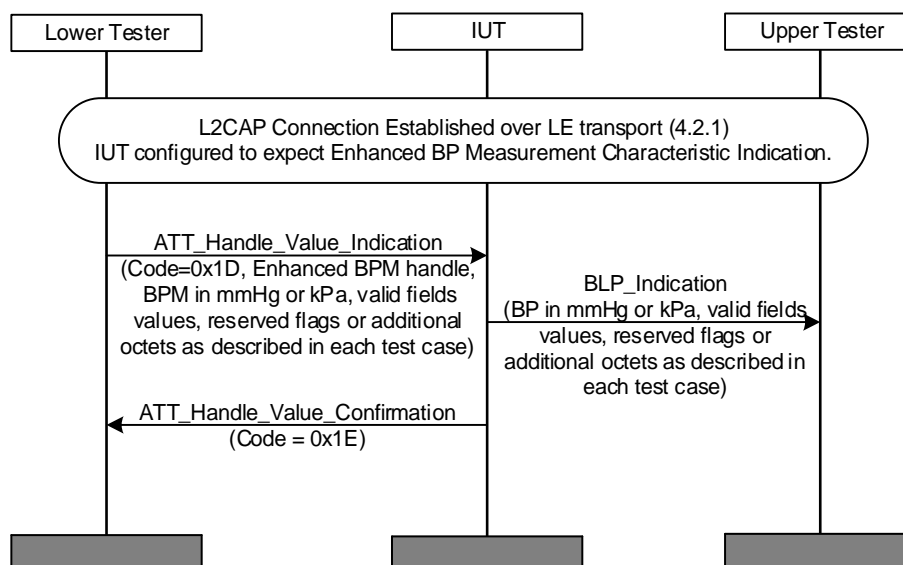 Lower Tester
IUT
Upper Tester
L2CAP Connection Established over LE transport (4.2.1)
IUT configured to expect Enhanced BP Measurement Characteristic Indication.
ATT_Handle_Value_Indication
(Code=0x1D, Enhanced BPM handle,
BPM in mmHg or kPa, valid fields
values, reserved flags or additional
octets as described in each test case)
BLP_Indication
(BP in mmHg or kPa, valid fields
values, reserved flags or
additional octets as described in
each test case)
ATT_Handle_Value_Confirmation
(Code = 0x1E)